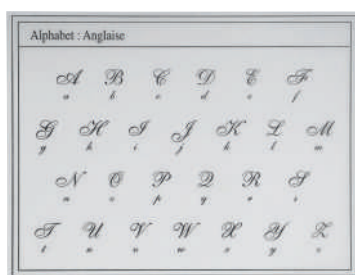 Alphabet : Anglaise
A B C D E F
a b c d e f
G H I J K L M
g h i j k l m
N O P Q R S
n o p q r s
T U V W X Y Z
t u v w x y z